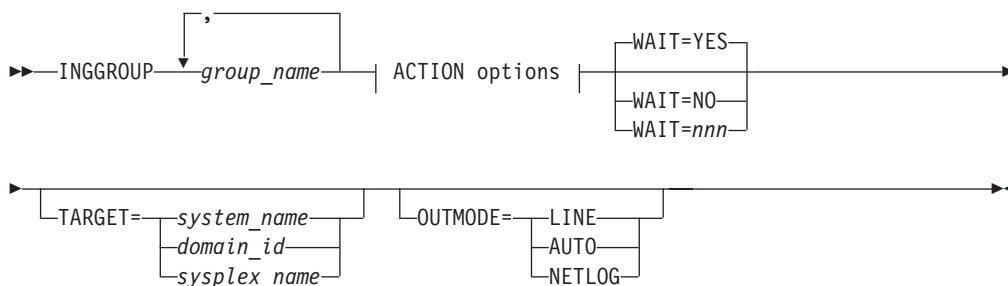 ,
WAIT=YES
INGGROUP group_name ACTION options
WAIT=NO
WAIT=nnn
TARGET= system_name OUTMODE= LINE
domain_id AUTO
sysplex_name NETLOG